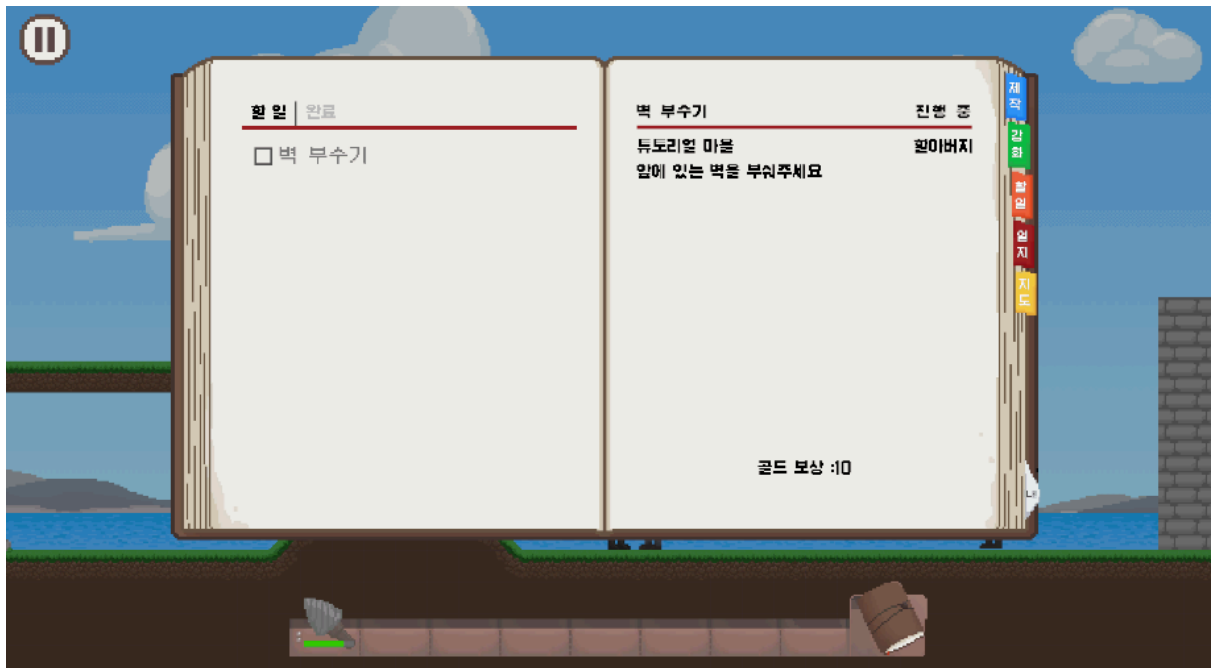 할 일 완료
벽 부수기
벽 부수기 진행 중
튜토리얼 마을 할아버지
앞에 있는 벽을 부숴주세요
골드 보상 :10
제작
강화
할일
일지
지도